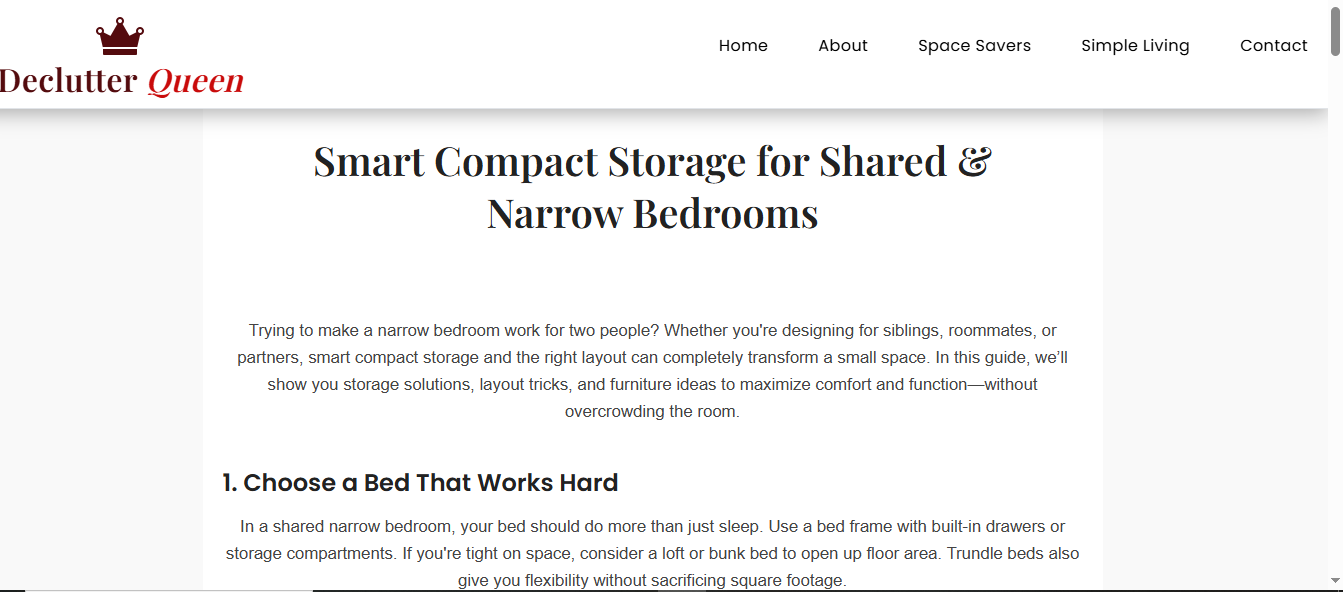 Declutter Queen
Home About Space Savers Simple Living Contact
Smart Compact Storage for Shared &
Narrow Bedrooms
Trying to make a narrow bedroom work for two people? Whether you're designing for siblings, roommates, or
partners, smart compact storage and the right layout can completely transform a small space. In this guide, we’ll
show you storage solutions, layout tricks, and furniture ideas to maximize comfort and function—without
overcrowding the room.
1. Choose a Bed That Works Hard
In a shared narrow bedroom, your bed should do more than just sleep. Use a bed frame with built-in drawers or
storage compartments. If you're tight on space, consider a loft or bunk bed to open up floor area. Trundle beds also
give you flexibility without sacrificing square footage.